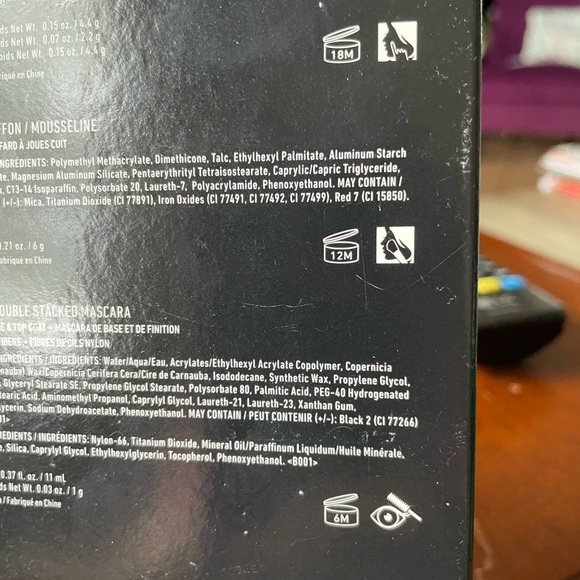 ds Net Wt. 0.15 oz. / 4.4 g
ds Net Wt. 0.07 oz. / 2.2 g
oids Net Wt. 0.15 oz. / 4.4 g
riqué en Chine
18M
FFON / MOUSSELINE
FARD À JOUES CUIT
INGRÉDIENTS: Polymethyl Methacrylate, Dimethicone, Talc, Ethylhexyl Palmitate, Aluminum Starch
te, Magnesium Aluminum Silicate, Pentaerythrityl Tetraisostearate, Caprylic/Capric Triglyceride,
, C13-14 Isoparaffin, Polysorbate 20, Laureth-7, Polyacrylamide, Phenoxyethanol. MAY CONTAIN /
(+/-): Mica, Titanium Dioxide (CI 77891), Iron Oxides (CI 77491, CI 77492, CI 77499), Red 7 (CI 15850).
0.21 oz / 6 g
abriqué en Chine
12M
OUBLE STACKED MASCARA
SE & TOP COAT – MASCARA DE BASE ET DE FINITION
FIBERS – FIBRES DE CILS NYLON
INGREDIENTS / INGRÉDIENTS: Water/Aqua/Eau, Acrylates/Ethylhexyl Acrylate Copolymer, Copernicia
nauba) Wax/Copernicia Cerifera Cera/Cire de Carnauba, Isododecane, Synthetic Wax, Propylene Glycol,
, Glyceryl Stearate SE, Propylene Glycol Stearate, Polysorbate 80, Palmitic Acid, PEG-40 Hydrogenated
tearic Acid, Aminomethyl Propanol, Caprylyl Glycol, Laureth-21, Laureth-23, Xanthan Gum,
lycerin, Sodium Dehydroacetate, Phenoxyethanol. MAY CONTAIN / PEUT CONTENIR (+/-): Black 2 (CI 77266)
01>
REDIENTS / INGRÉDIENTS: Nylon-66, Titanium Dioxide, Mineral Oil/Paraffinum Liquidum/Huile Minérale,
e, Silica, Caprylyl Glycol, Ethylhexylglycerin, Tocopherol, Phenoxyethanol. <B001>
0.37 fl. oz. / 11 mL
ds Net Wt. 0.03 oz / 1 g
/ Fabriqué en Chine
6M